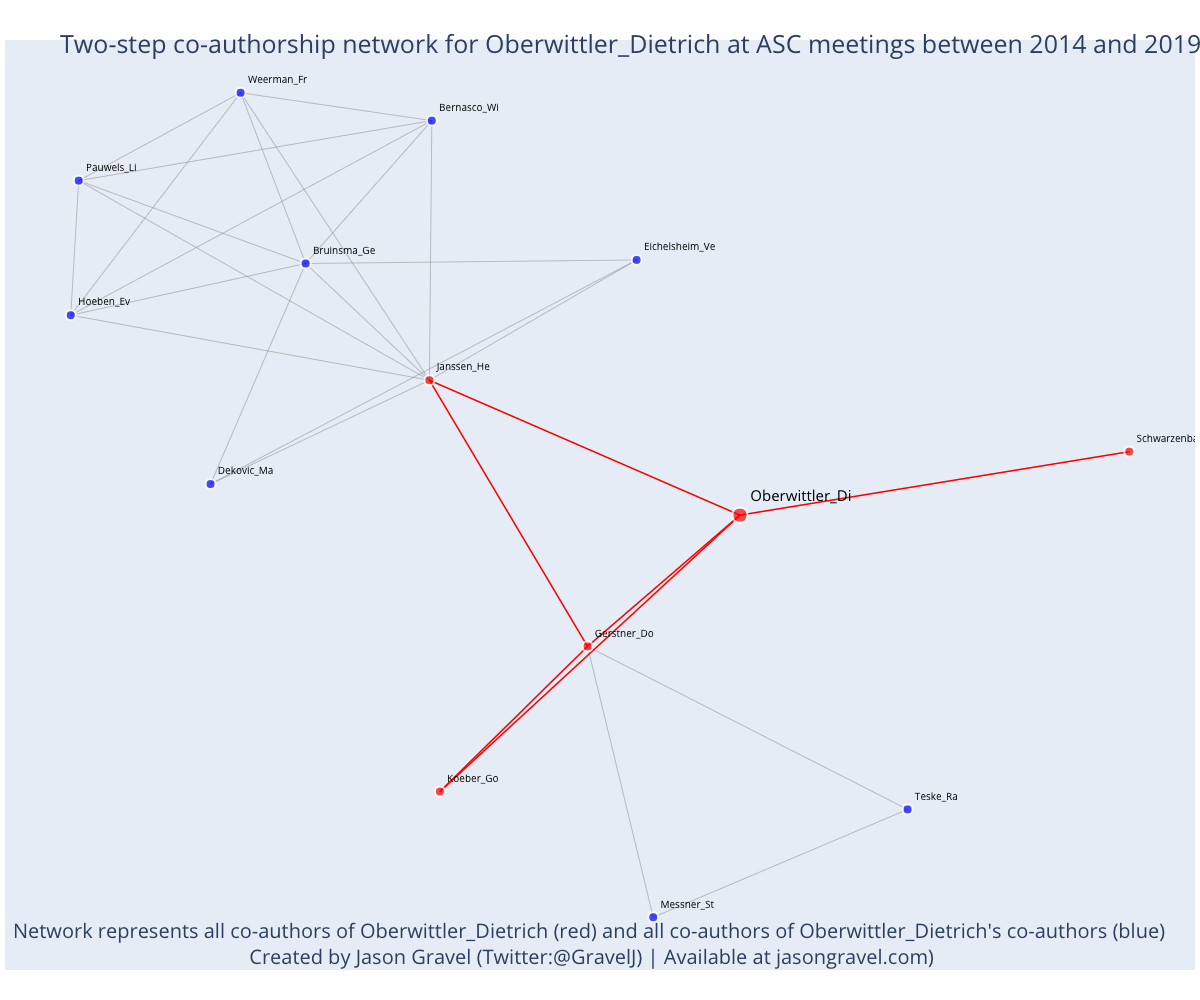 Two-step co-authorship network for Oberwittler_Dietrich at ASC meetings between 2014 and 2019
Weerman_Fr
Bernasco_Wi
Pauwels_Li
Bruinsma_Ge
Eichelsheim_Ve
Hoeben_Ev
Janssen_He
Schwarzenba
Dekovic_Ma
Oberwittler_Di
Gerstner_Do
Koeber_Go
Teske_Ra
Messner_St
Network represents all co-authors of Oberwittler_Dietrich (red) and all co-authors of Oberwittler_Dietrich's co-authors (blue)
Created by Jason Gravel (Twitter:@GravelJ) | Available at jasongravel.com)